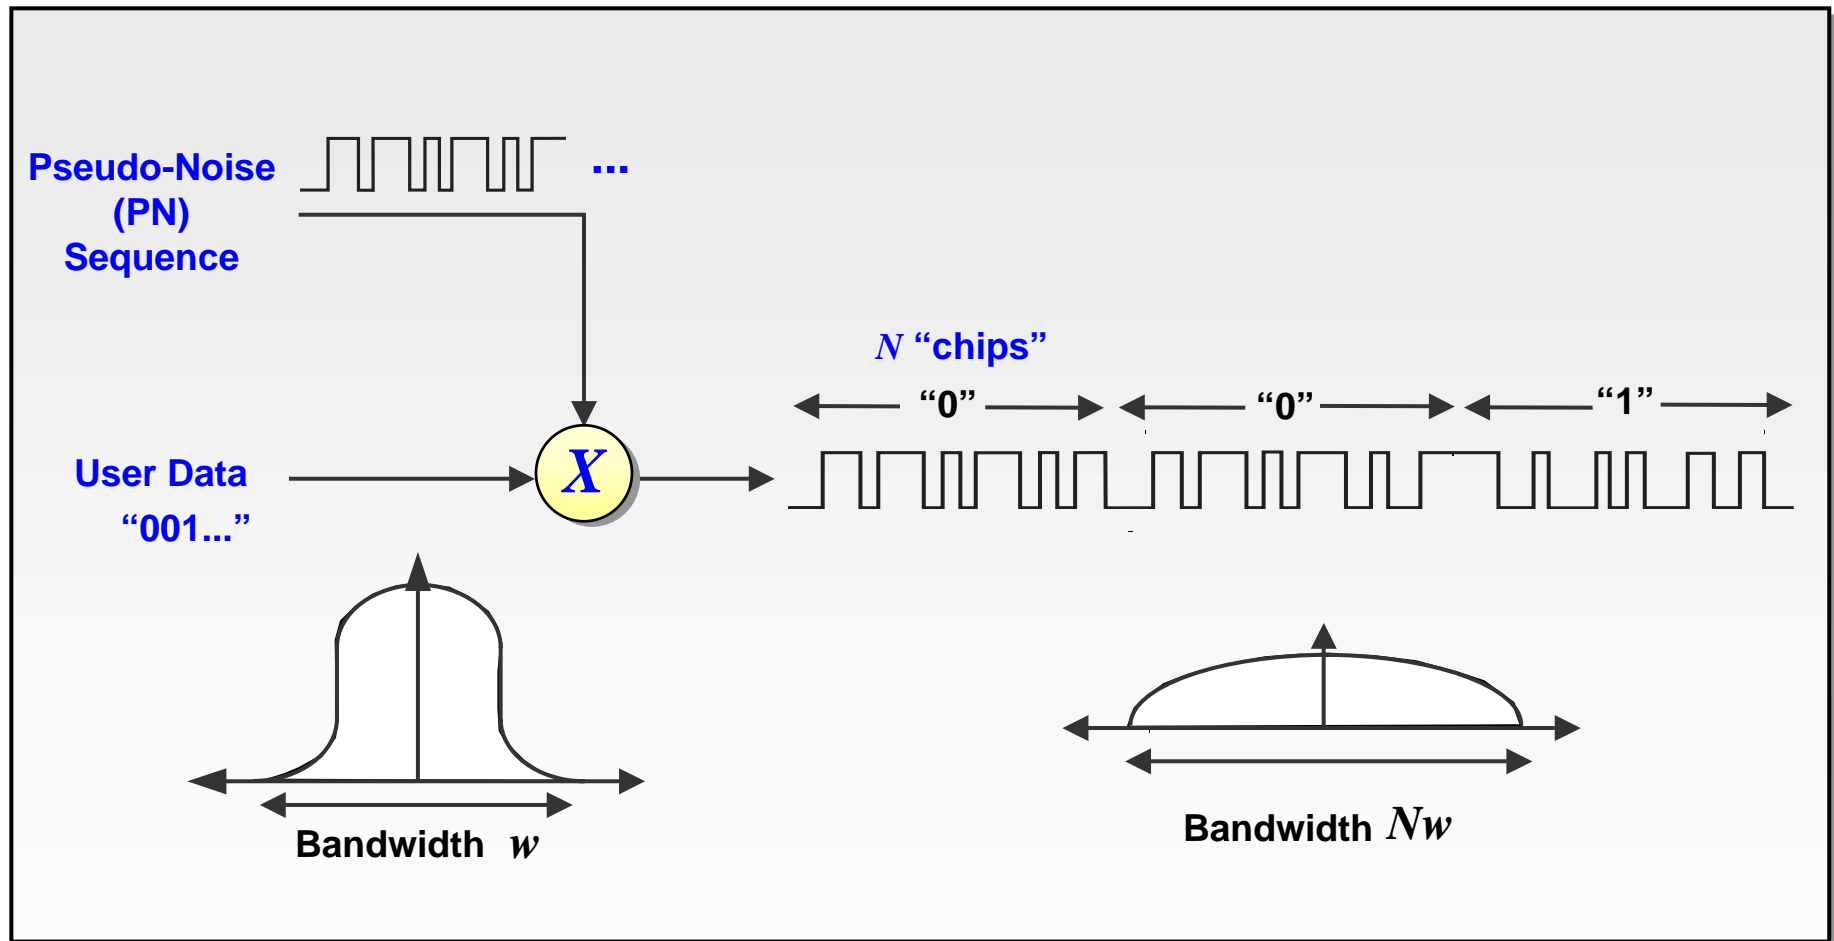 Pseudo-Noise
(PN)
Sequence
...
N “chips”
“0”
“0”
“1”
User Data
“001...”
X
Bandwidth w
Bandwidth Nw